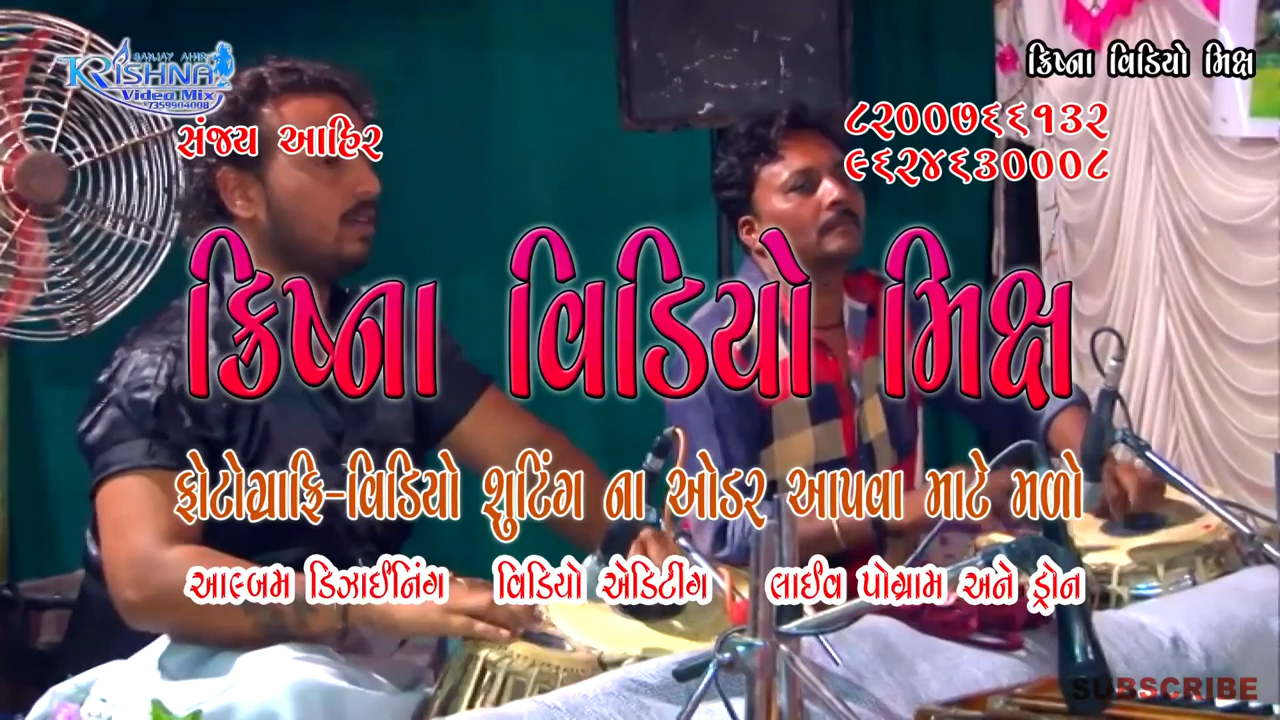 SANJAY AHIR
KRISHNA
Video Mix
7359904008
ક્રિષ્ના વિડિયો મિક્ષ
સંજય આહિર
૮૨૦૦૭૬૬૧૩૨
૯૬૨૪૬૩૦૦૦૮
ક્રિષ્ના વિડિયો મિક્ષ
ફોટોગ્રાફિ-વિડિયો શુટિંગ ના ઓડર આપવા માટે મળો
આલ્બમ ડિઝાઈનિંગ વિડિયો એડિટીંગ લાઈવ પોગ્રામ અને ડ્રોન
SUBSCRIBE